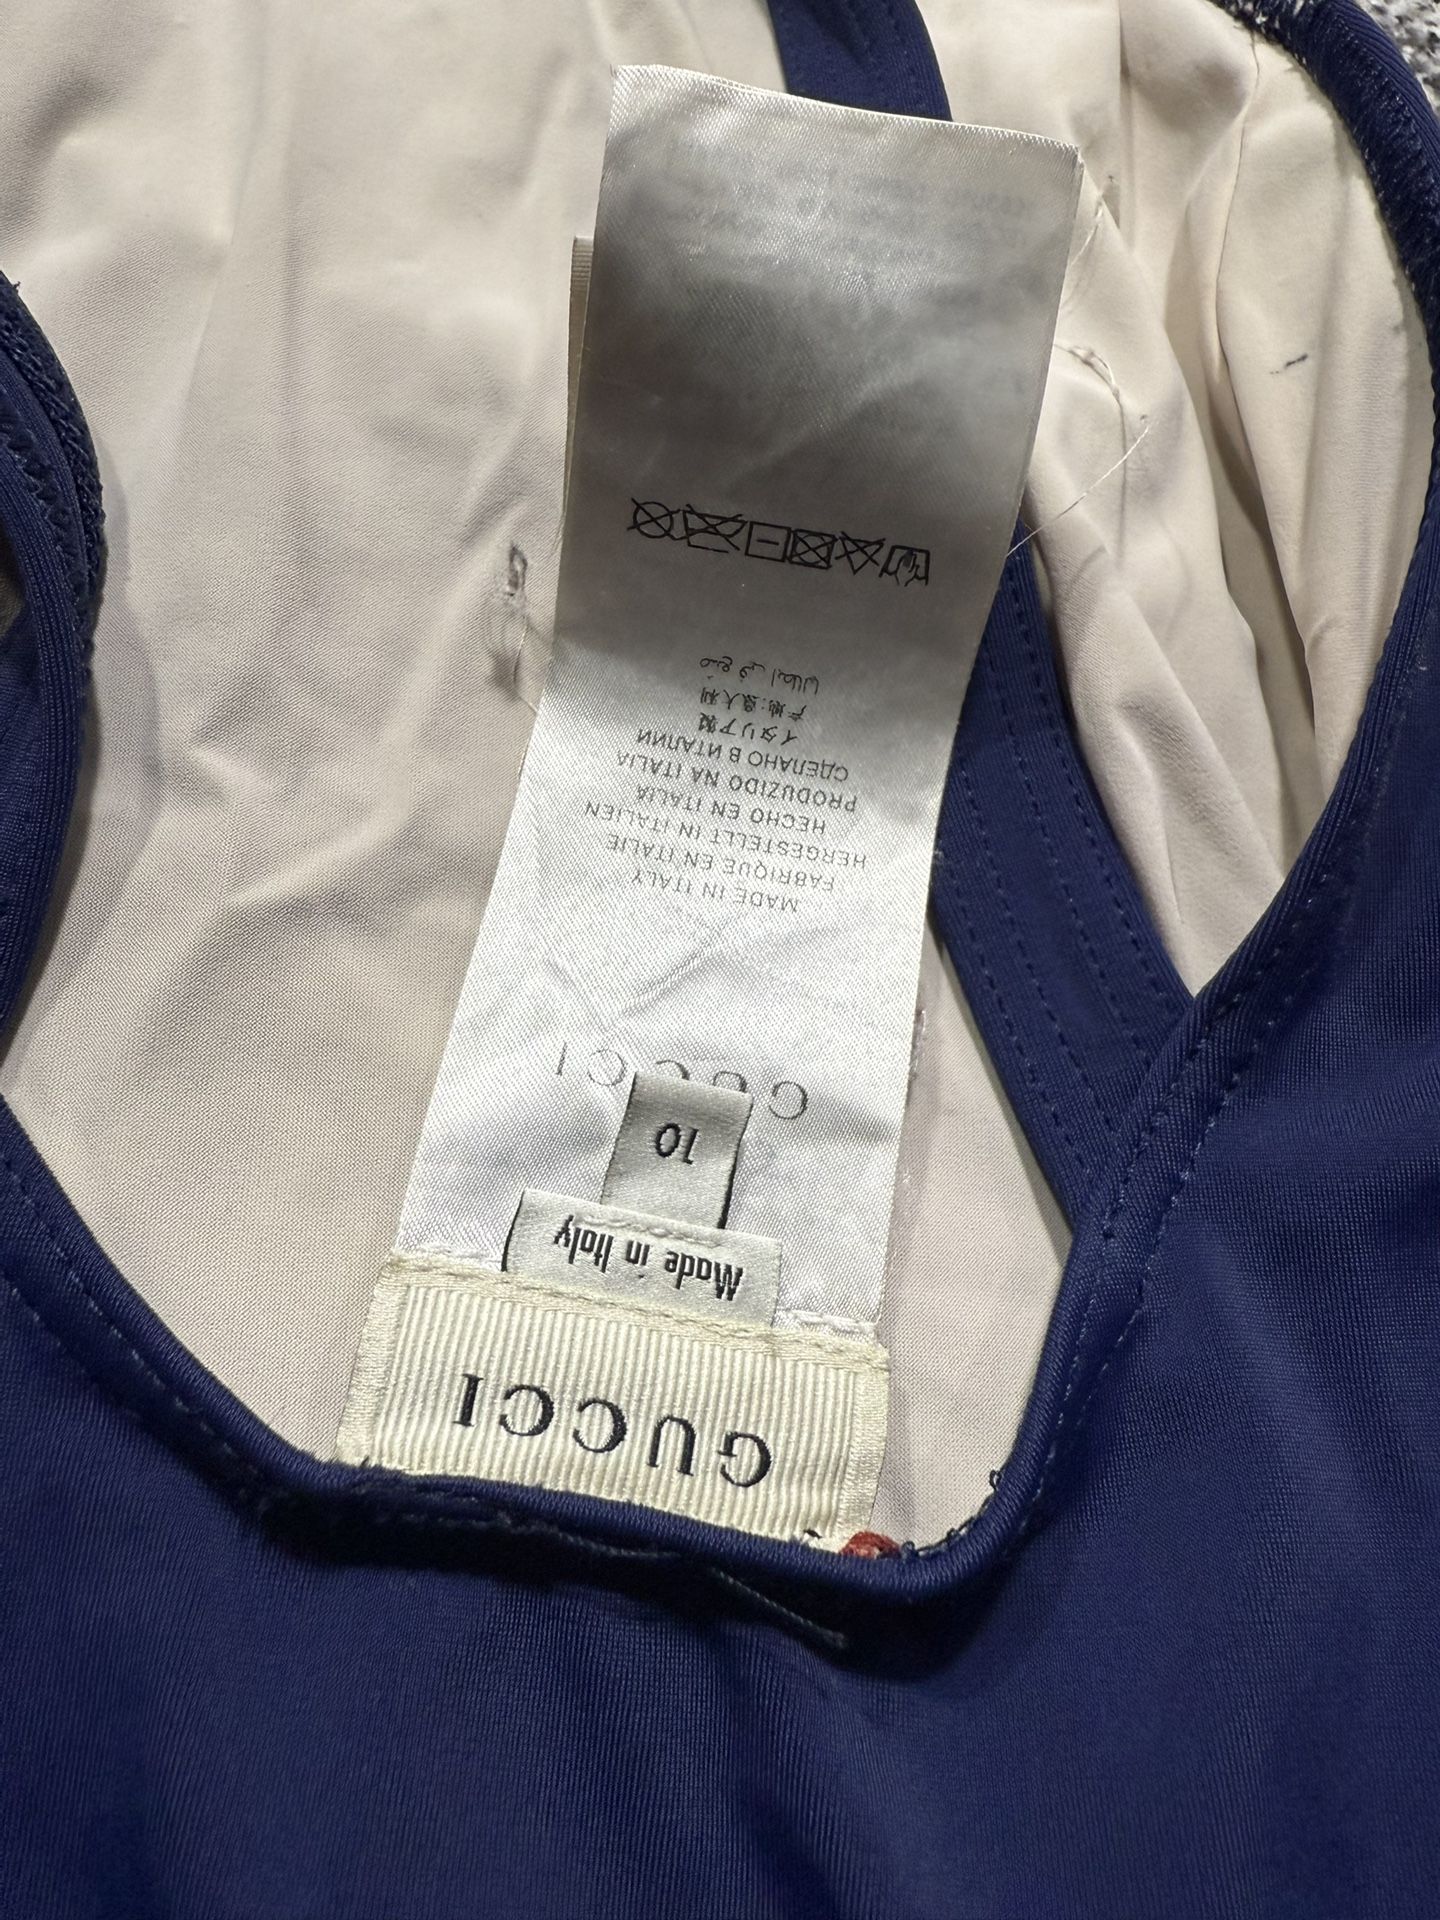 GUCCI
Made in Italy
10
GUCCI
MADE IN ITALY
FABRIQUE EN ITALIE
HERGESTELLT IN ITALIEN
HECHO EN ITALIA
PRODUZIDO NA ITALIA
СДЕЛАНО В ИТАЛИИ
イタリア製
产地:意大利
صنع في إيطاليا